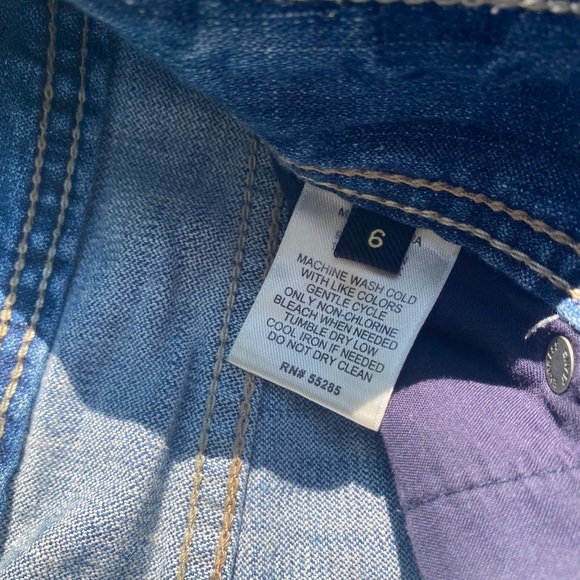 6
MACHINE WASH COLD
WITH LIKE COLORS
GENTLE CYCLE
ONLY NON-CHLORINE
BLEACH WHEN NEEDED
TUMBLE DRY LOW
COOL IRON IF NEEDED
DO NOT DRY CLEAN
RN# 55285